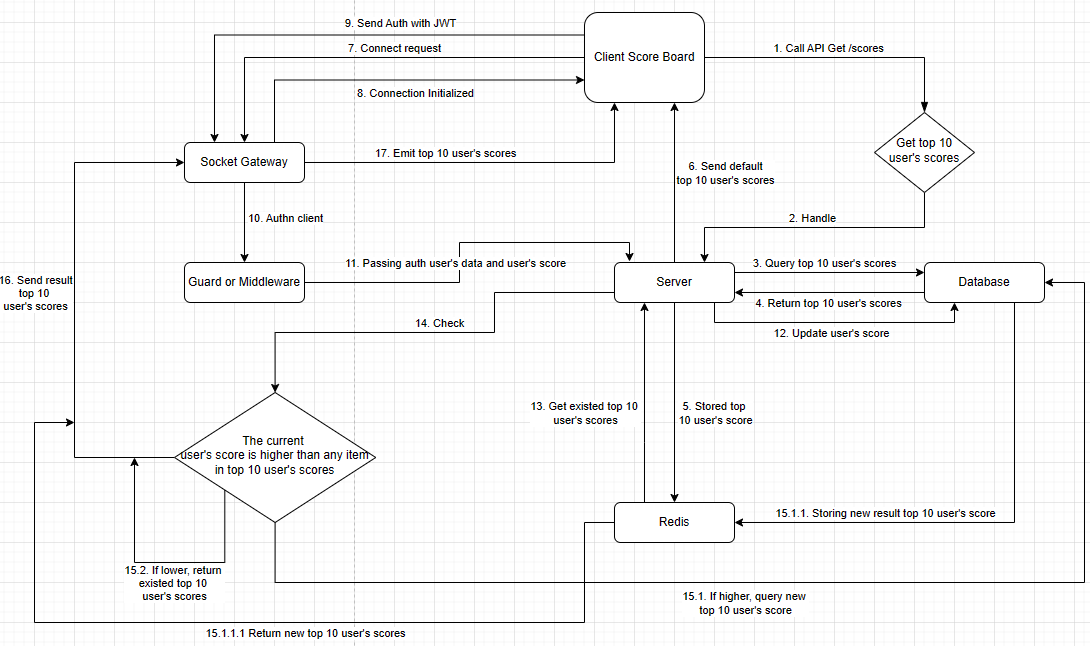 9. Send Auth with JWT
7. Connect request
8. Connection Initialized
Client Score Board
1. Call API Get /scores
Get top 10
user's scores
Socket Gateway
17. Emit top 10 user's scores
6. Send default
top 10 user's scores
2. Handle
10. Authn client
11. Passing auth user's data and user's score
Guard or Middleware
Server
3. Query top 10 user's scores
4. Return top 10 user's scores
Database
12. Update user's score
16. Send result
top 10
user's scores
14. Check
13. Get existed top 10
user's scores
5. Stored top
10 user's score
The current
user's score is higher than any item
in top 10 user's scores
Redis
15.1.1. Storing new result top 10 user's score
15.2. If lower, return
existed top 10
user's scores
15.1. If higher, query new
top 10 user's score
15.1.1.1 Return new top 10 user's scores